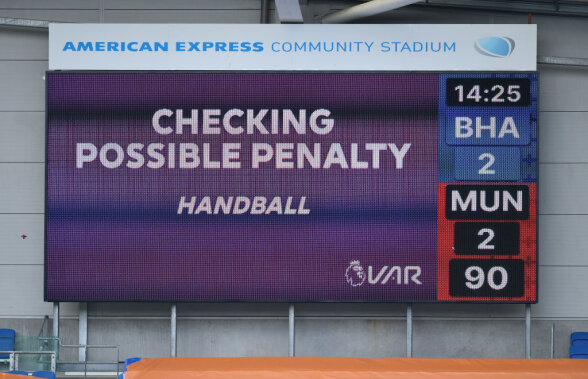 AMERICAN EXPRESS COMMUNITY STADIUM
CHECKING
POSSIBLE PENALTY
HANDBALL
VAR
14:25
BHA
2
MUN
2
90